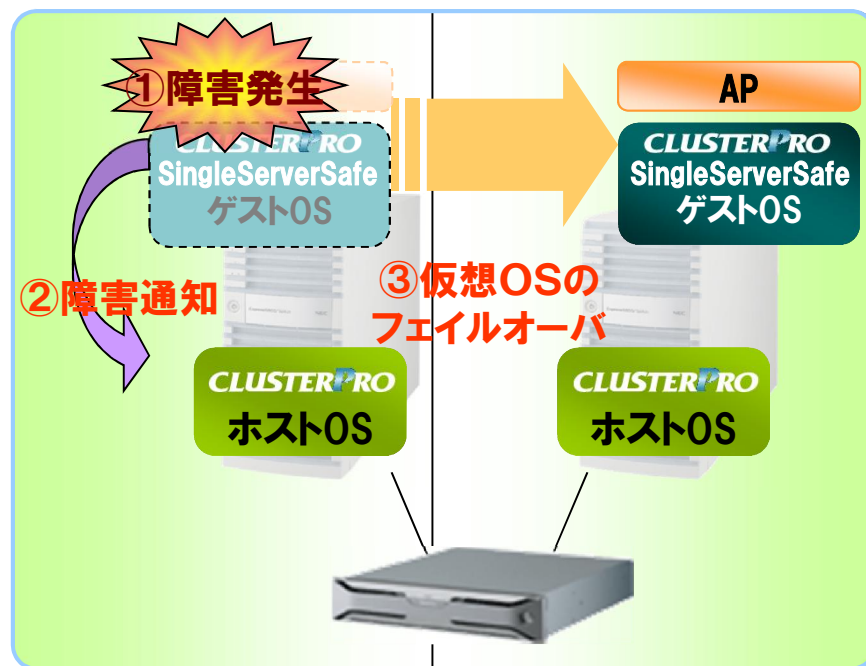 ①障害発生
AP
CLUSTERPRO
SingleServerSafe
ゲストOS
CLUSTERPRO
SingleServerSafe
ゲストOS
②障害通知
③仮想OSの
フェイルオーバ
CLUSTERPRO
ホストOS
CLUSTERPRO
ホストOS